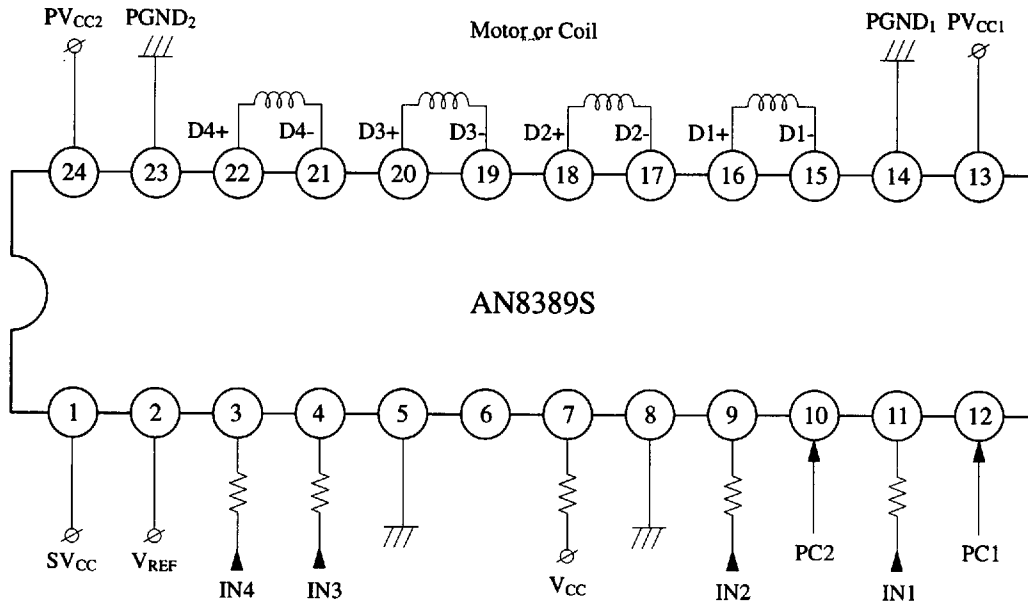 PVCC2 PGND2 Motor or Coil PGND1 PVCC1
D4+ D4- D3+ D3- D2+ D2- D1+ D1-
24 23 22 21 20 19 18 17 16 15 14 13
AN8389S
1 2 3 4 5 6 7 8 9 10 11 12
SVCC VREF IN4 IN3 VCC IN2 PC2 IN1 PC1